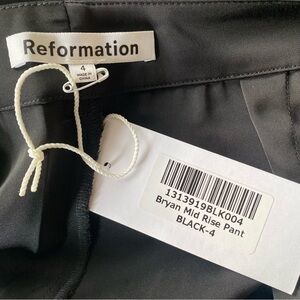 Reformation
4
MADE IN
CHINA
1313919BLK004
Bryan Mid Rise Pant
BLACK-4